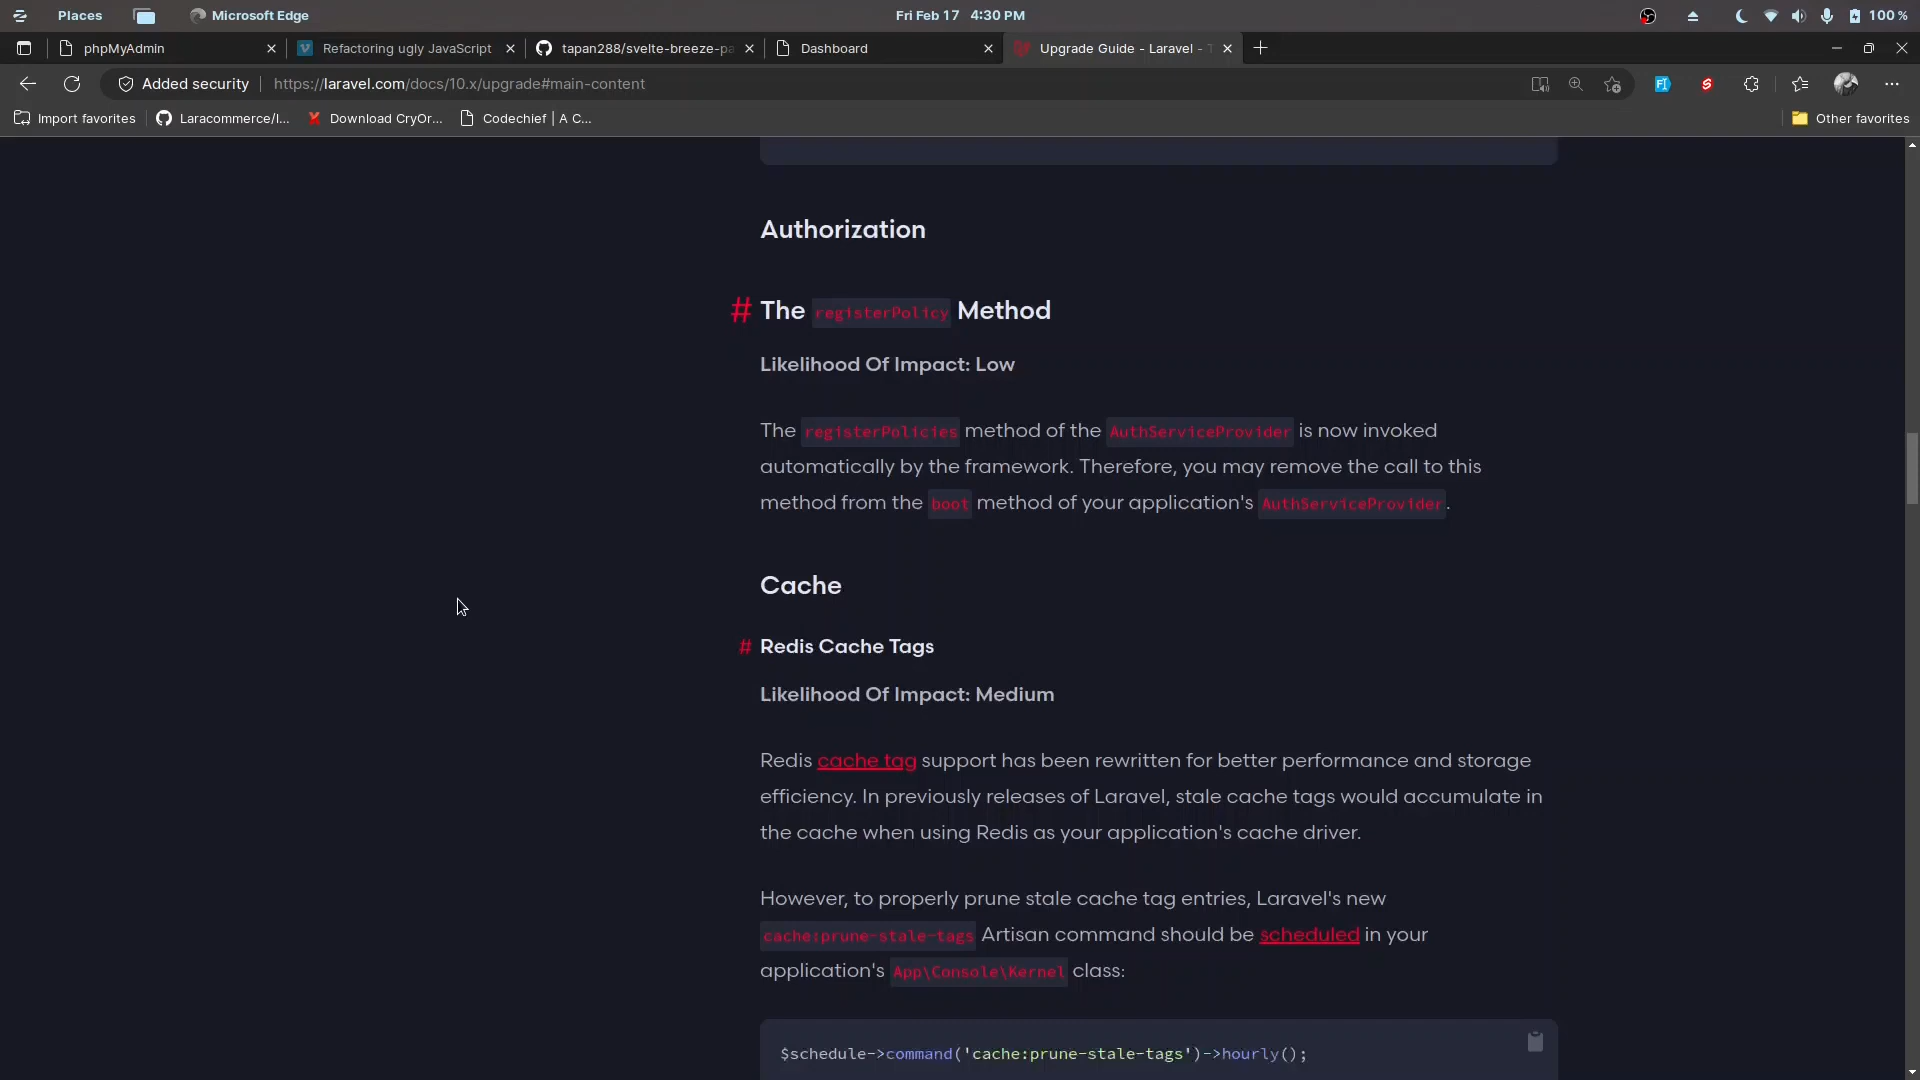 Places
Microsoft Edge
Fri Feb 17 4:30 PM
100 %
phpMyAdmin
Refactoring ugly JavaScript
tapan288/svelte-breeze-pa
Dashboard
Upgrade Guide - Laravel - T
Added security
https://laravel.com/docs/10.x/upgrade#main-content
Import favorites
Laracommerce/l...
Download CryOr...
Codechief | A C...
Other favorites
Authorization
# The registerPolicy Method
Likelihood Of Impact: Low
The registerPolicies method of the AuthServiceProvider is now invoked
automatically by the framework. Therefore, you may remove the call to this
method from the boot method of your application's AuthServiceProvider.
Cache
# Redis Cache Tags
Likelihood Of Impact: Medium
Redis cache tag support has been rewritten for better performance and storage
efficiency. In previously releases of Laravel, stale cache tags would accumulate in
the cache when using Redis as your application's cache driver.
However, to properly prune stale cache tag entries, Laravel's new
cache:prune-stale-tags Artisan command should be scheduled in your
application's App\Console\Kernel class:
$schedule->command('cache:prune-stale-tags')->hourly();